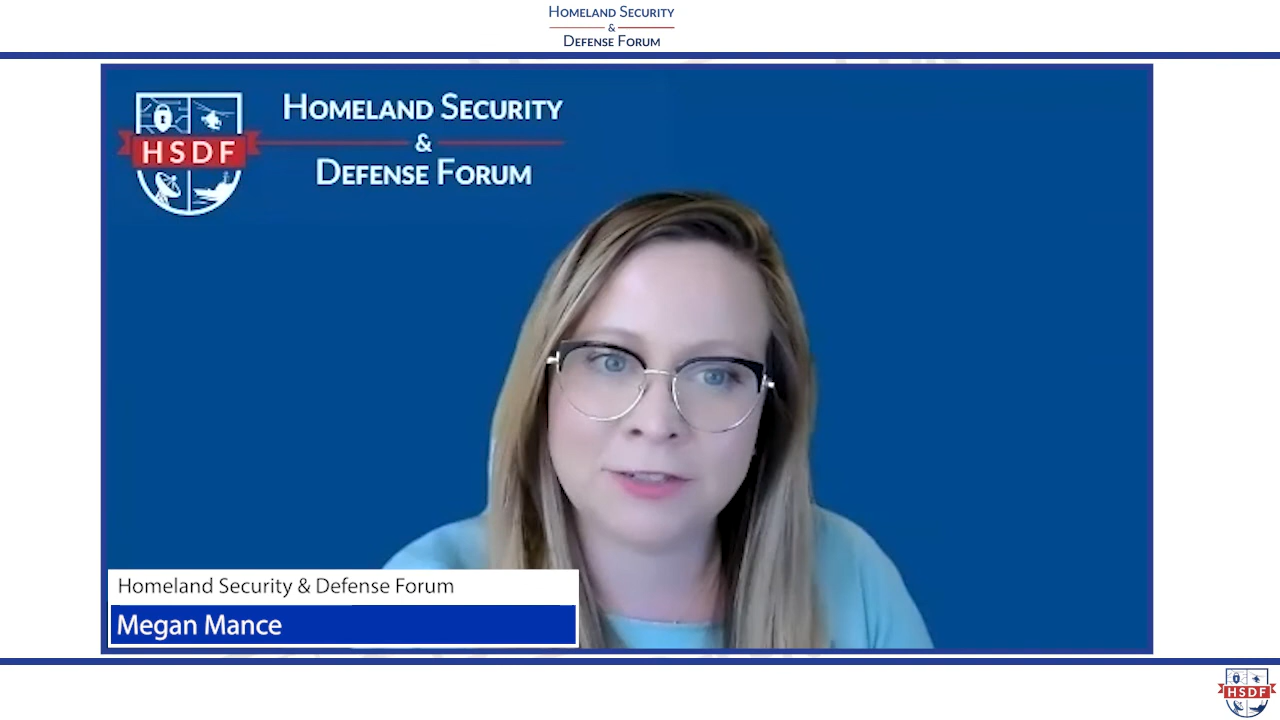 Homeland Security
&
Defense Forum
HSDF
Homeland Security
&
Defense Forum
Homeland Security & Defense Forum
Megan Mance
HSDF